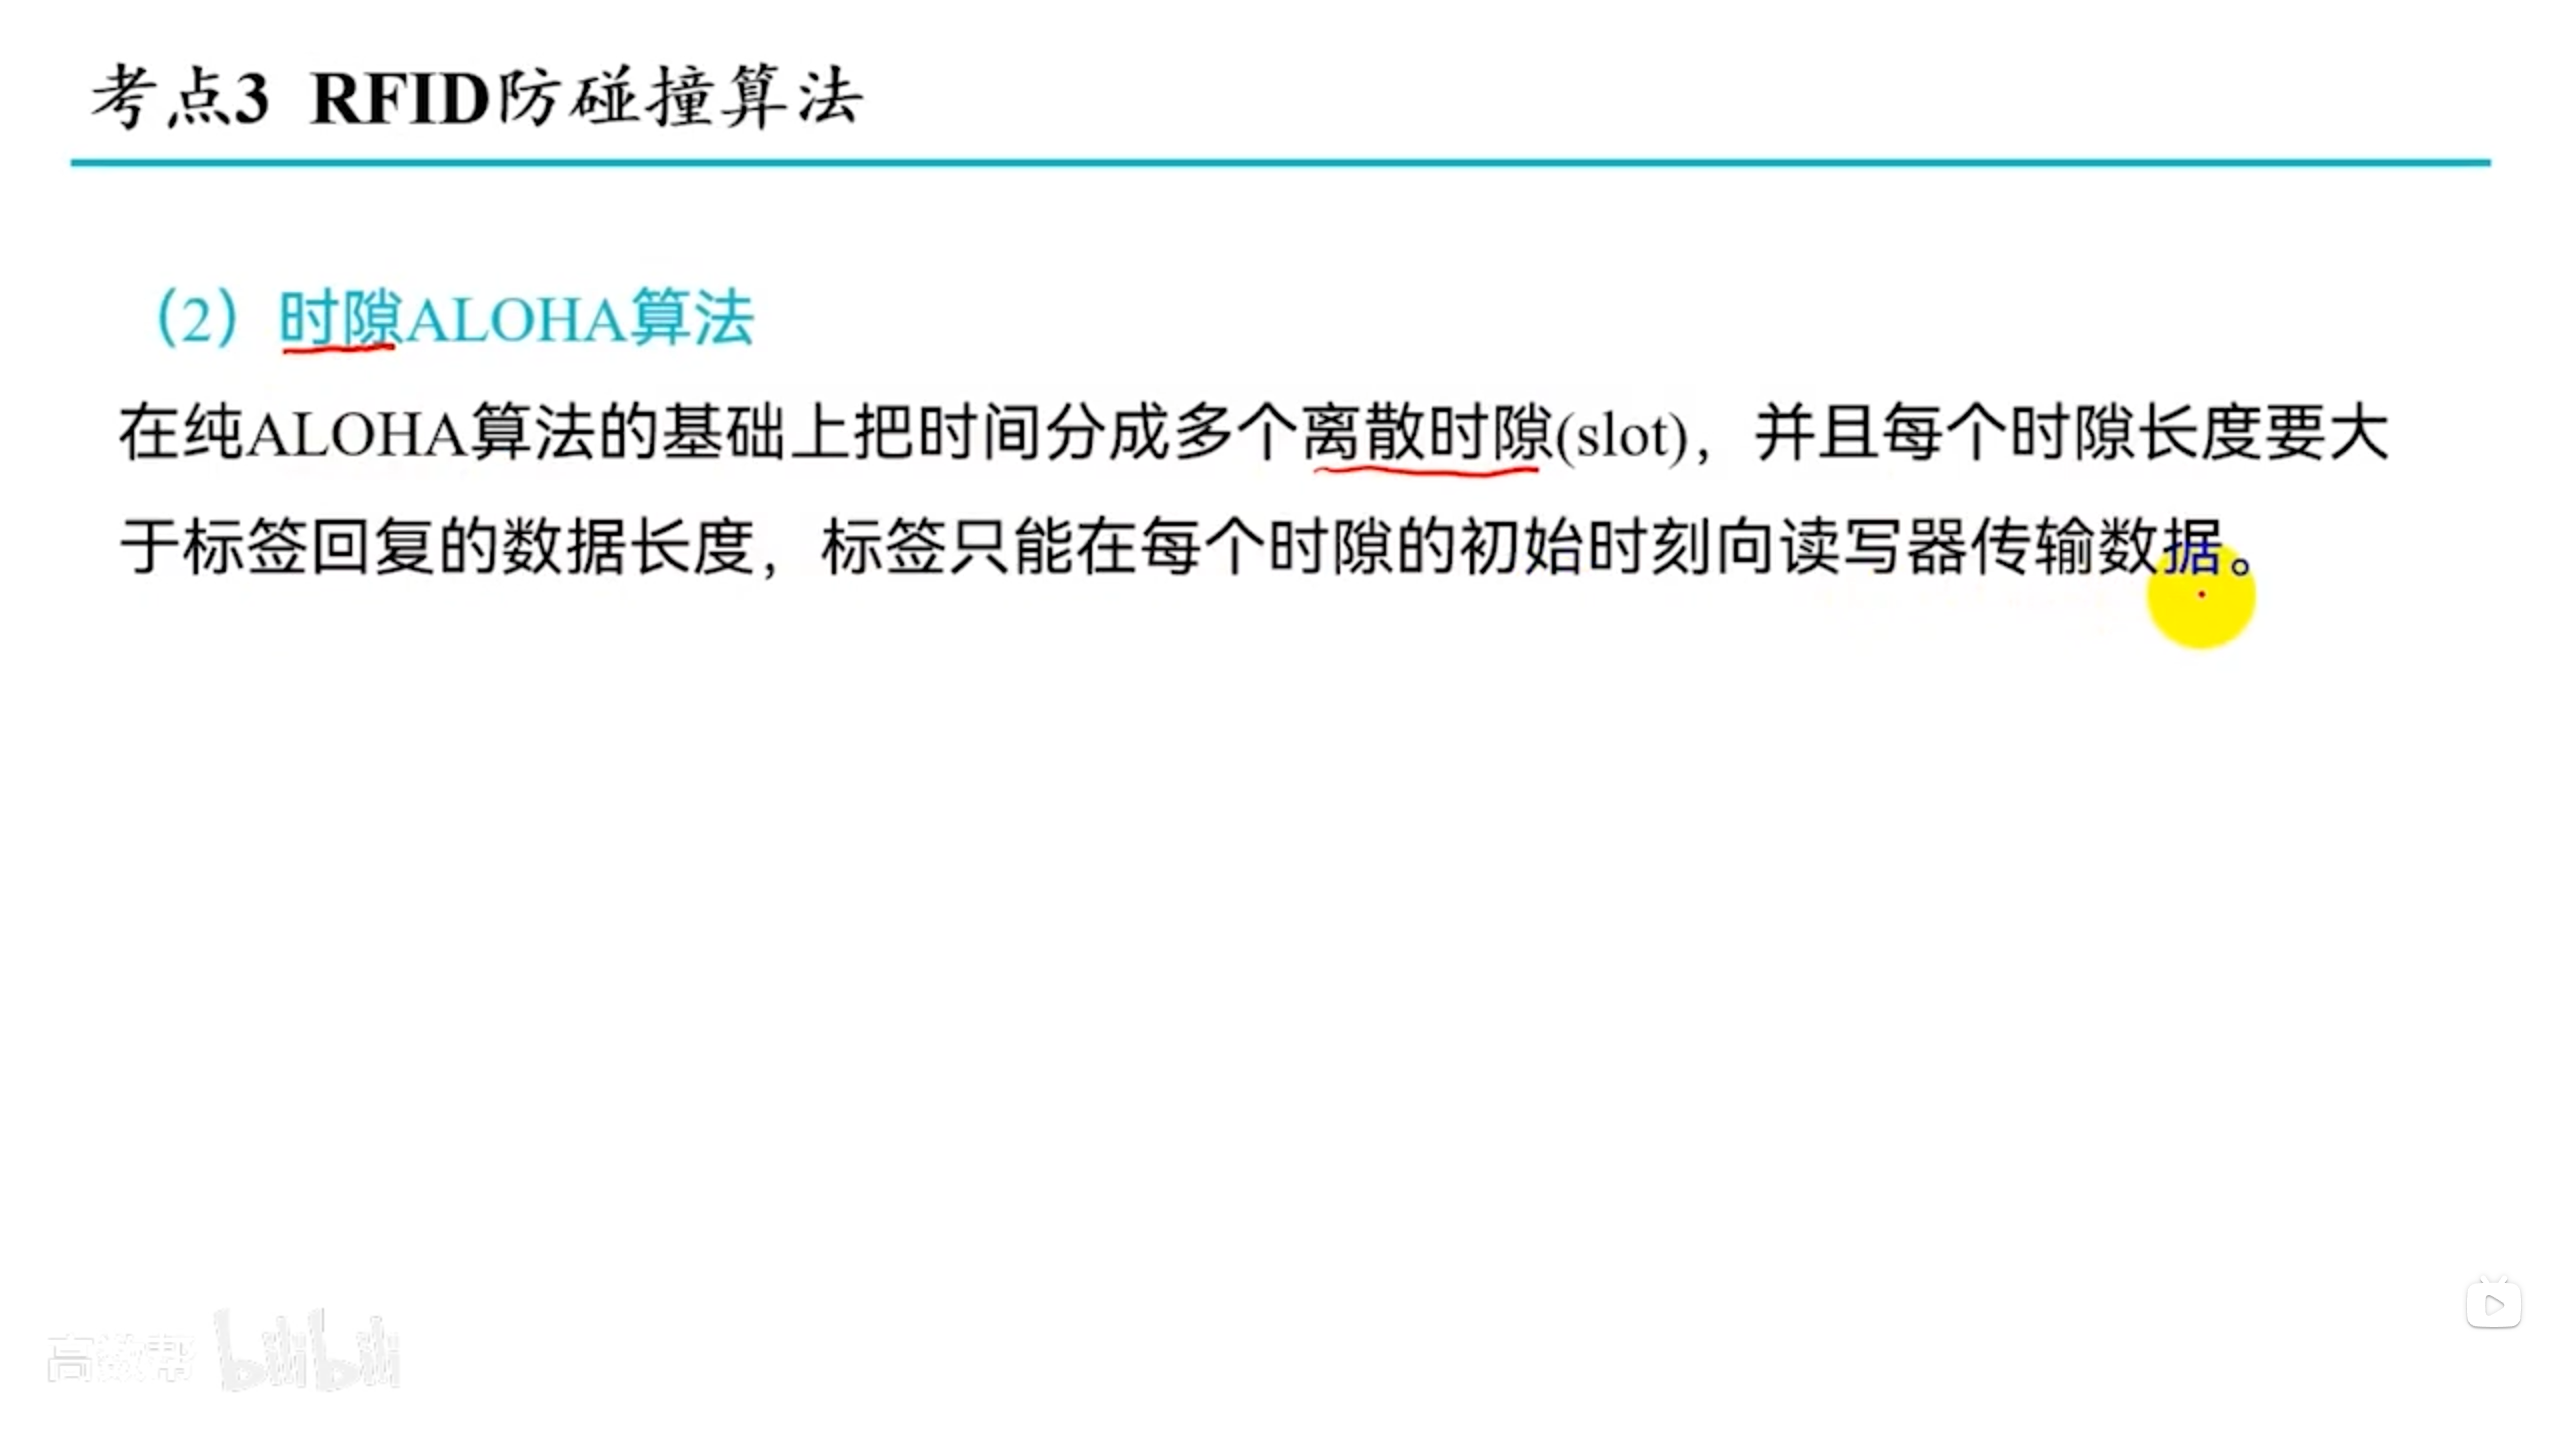 考点3 RFID防碰撞算法
（2）时隙ALOHA算法
在纯ALOHA算法的基础上把时间分成多个离散时隙(slot)，并且每个时隙长度要大
于标签回复的数据长度，标签只能在每个时隙的初始时刻向读写器传输数据。
高数帮 bilibili